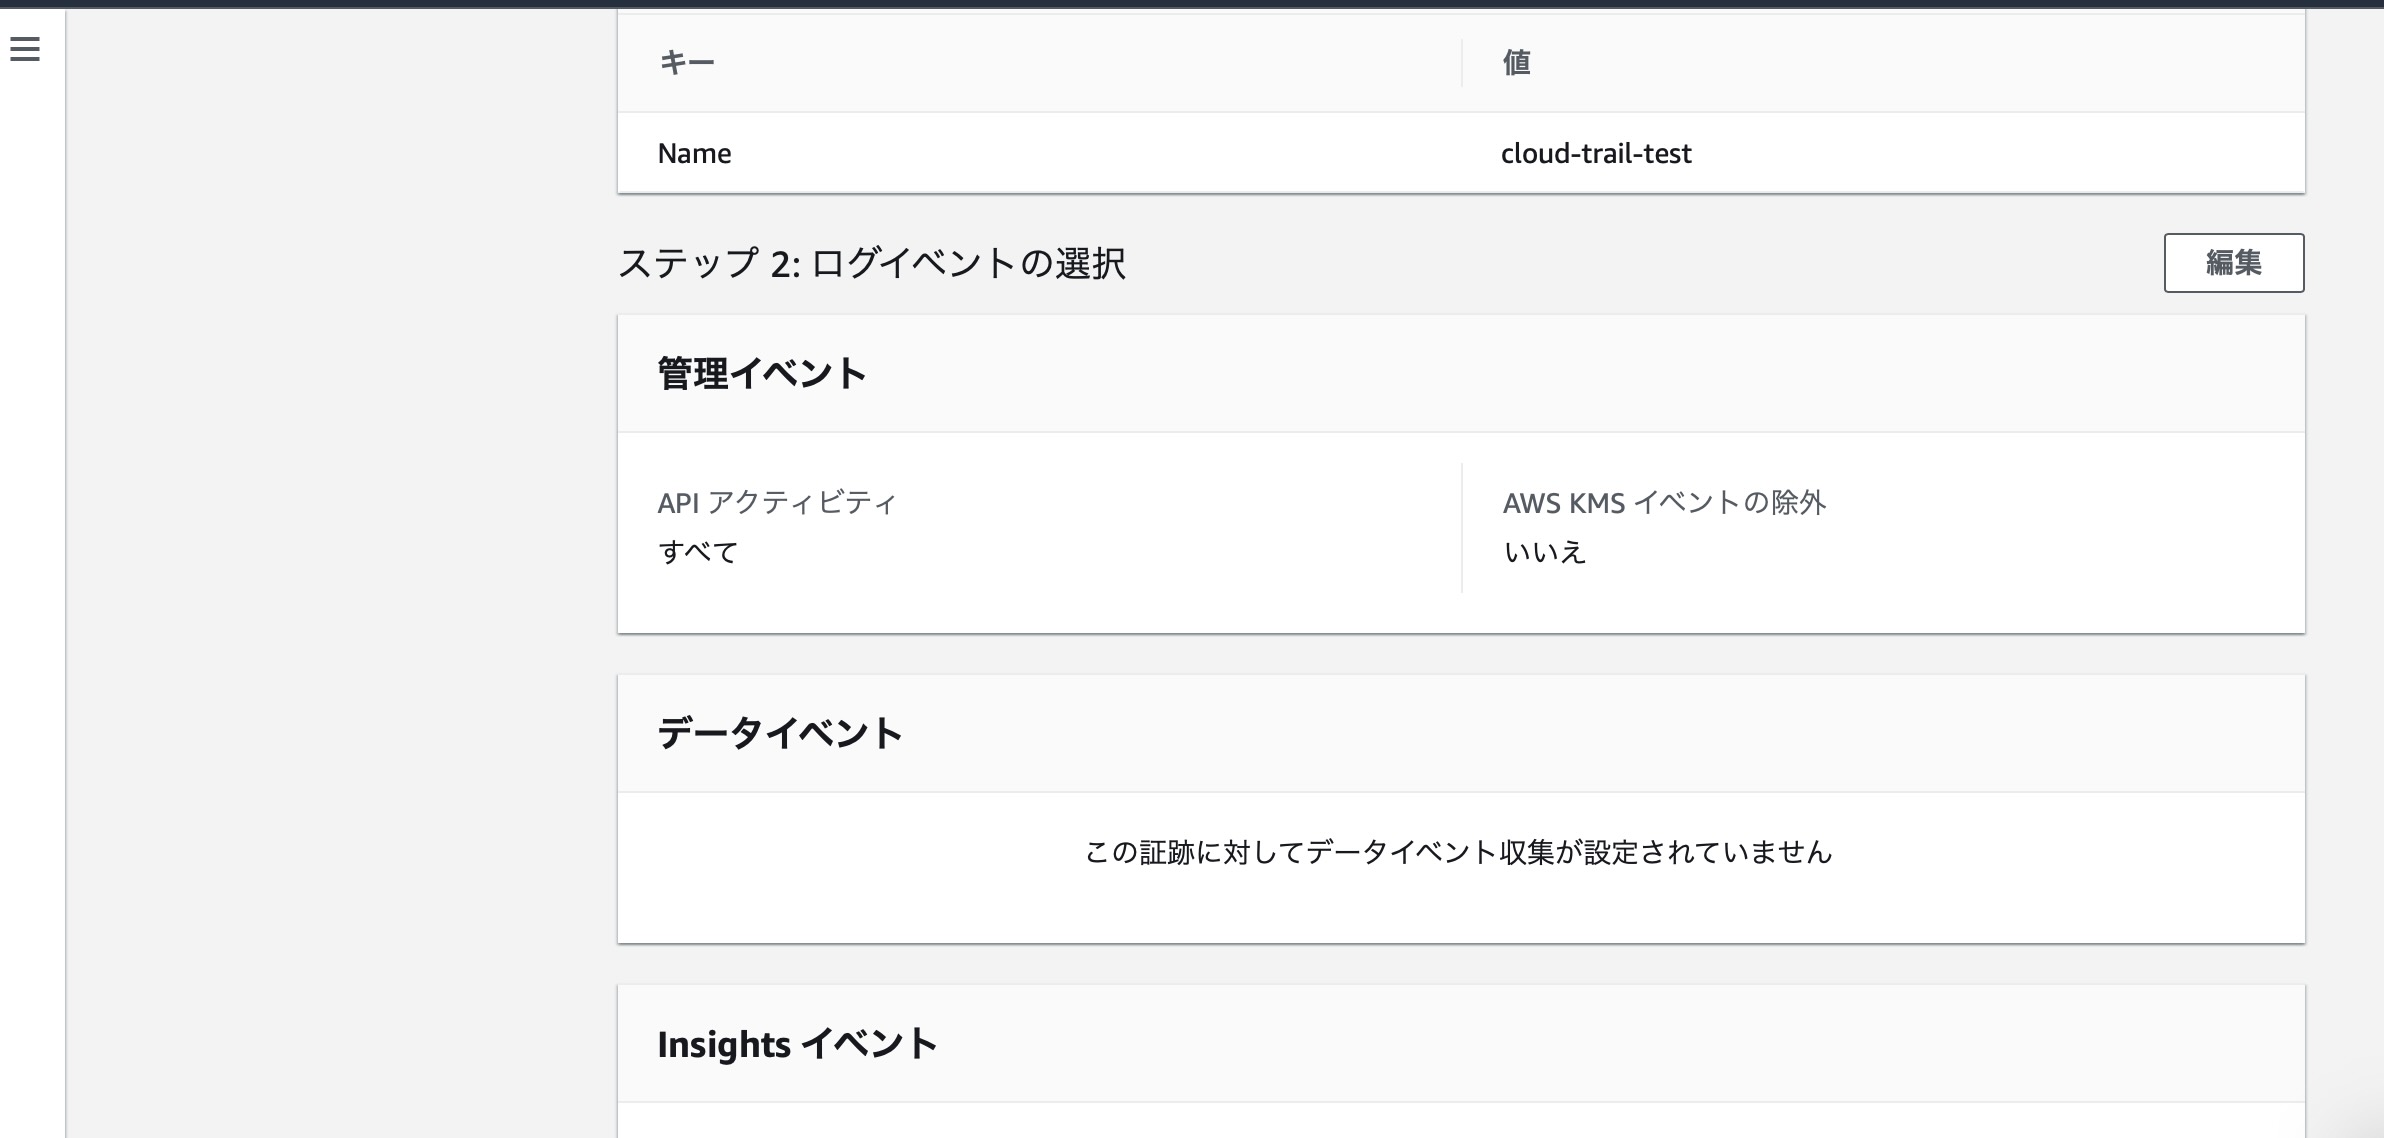 キー
値
Name
cloud-trail-test
ステップ 2: ログイベントの選択
編集
管理イベント
API アクティビティ
AWS KMS イベントの除外
すべて
いいえ
データイベント
この証跡に対してデータイベント収集が設定されていません
Insights イベント